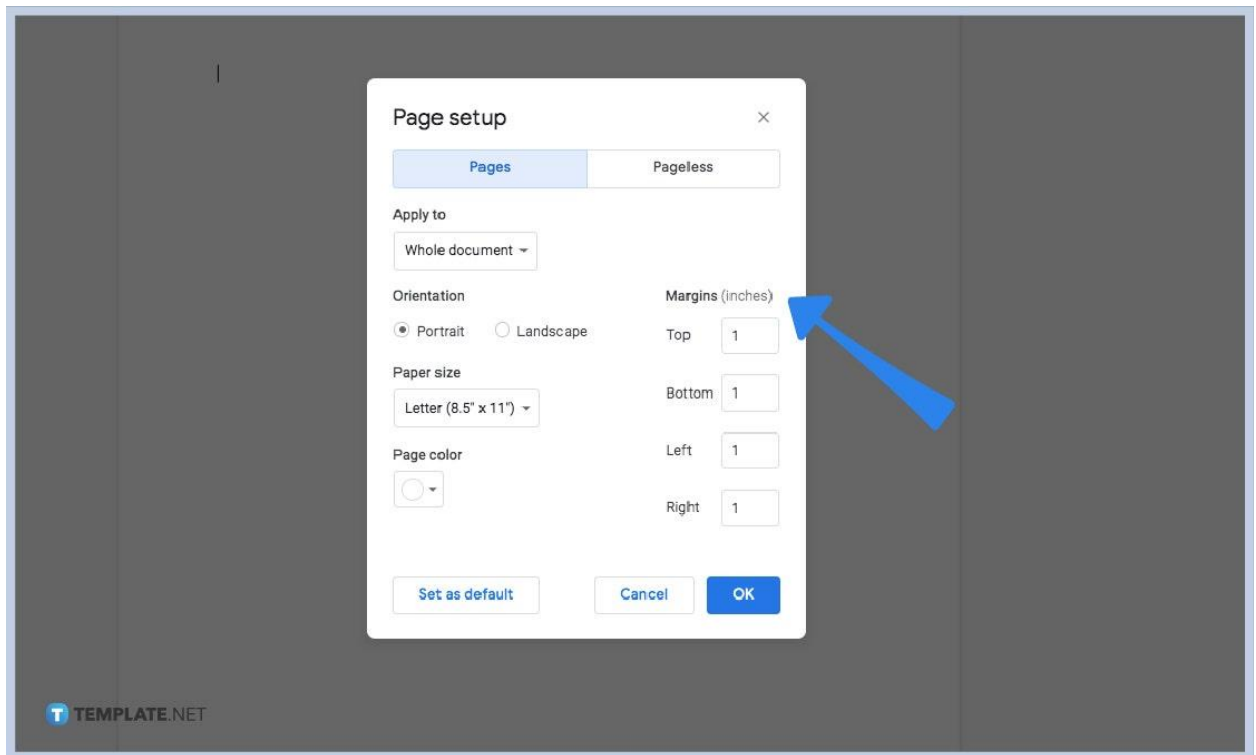 Page setup
Pages Pageless
Apply to
Whole document
Orientation
Portrait Landscape
Paper size
Letter (8.5" x 11")
Page color
Margins (inches)
Top 1
Bottom 1
Left 1
Right 1
Set as default Cancel OK
T TEMPLATE.NET